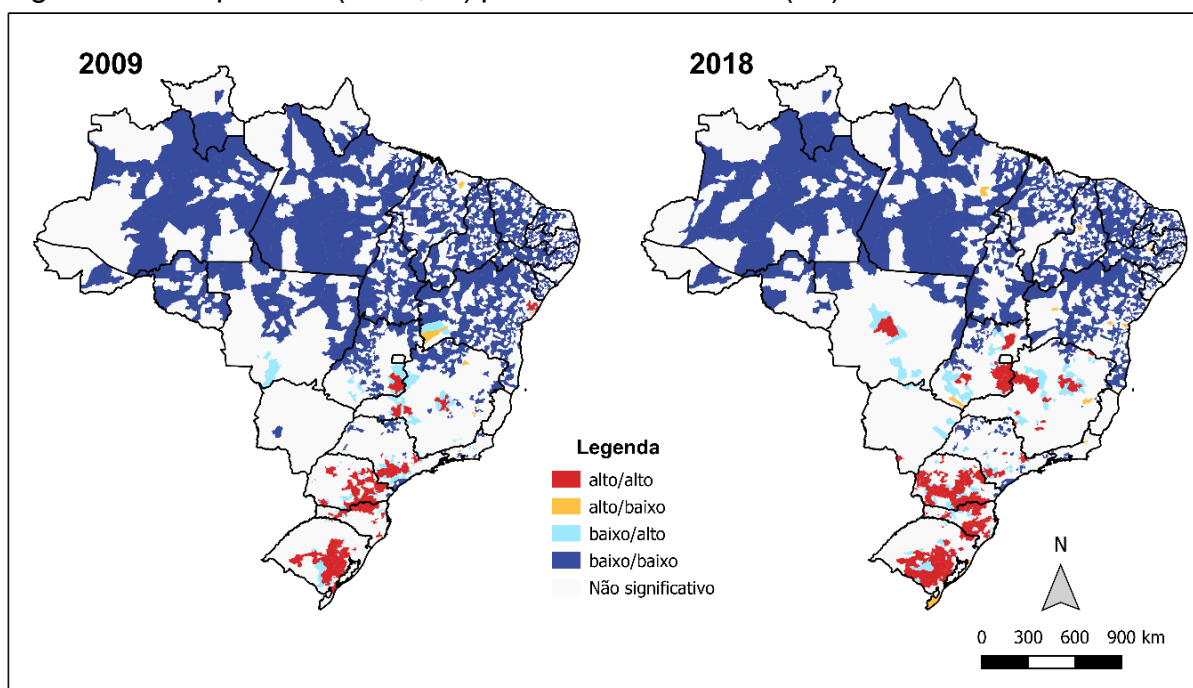 2009
2018
Legenda
alto/alto
alto/baixo
baixo/alto
baixo/baixo
Não significativo
N
0 300 600 900 km